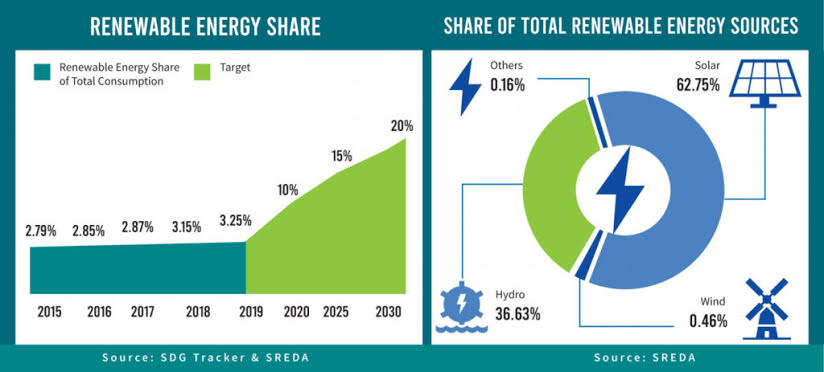 RENEWABLE ENERGY SHARE
Renewable Energy Share
of Total Consumption
Target
2.79%
2.85%
2.87%
3.15%
3.25%
10%
15%
20%
2015
2016
2017
2018
2019
2020
2025
2030
Source: SDG Tracker & SREDA
SHARE OF TOTAL RENEWABLE ENERGY SOURCES
Others
0.16%
Solar
62.75%
Hydro
36.63%
Wind
0.46%
Source: SREDA